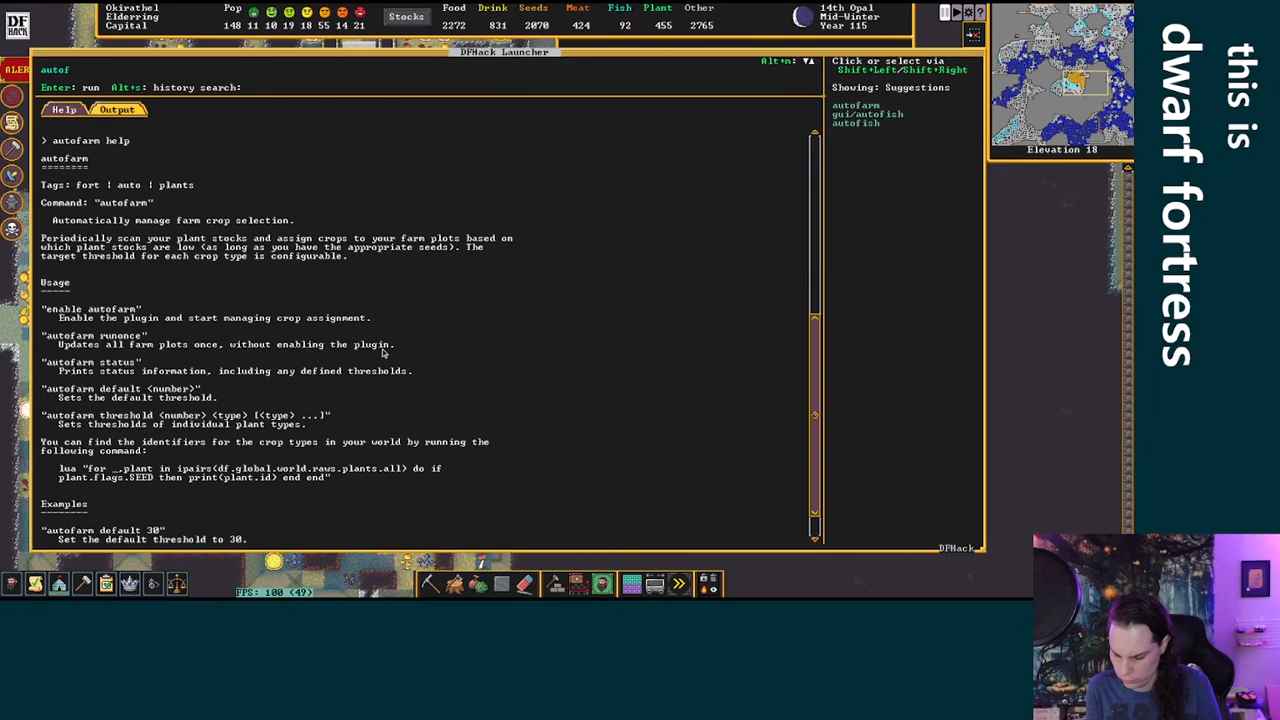 DF
HACK
Okirathel
Elderring
Capital
Pop
148 11 10 19 18 55 14 21
Stocks
Food Drink Seeds Meat Fish Plant Other
2272 831 2070 424 92 455 2765
14th Opal
Mid-Winter
Year 115
ALER
DFHack Launcher
Alt+m:
autof
Enter: run Alt+s: history search:
Help Output
> autofarm help
autofarm
========
Tags: fort | auto | plants
Command: "autofarm"
Automatically manage farm crop selection.
Periodically scan your plant stocks and assign crops to your farm plots based on
which plant stocks are low (as long as you have the appropriate seeds). The
target threshold for each crop type is configurable.
Usage
-----
"enable autofarm"
Enable the plugin and start managing crop assignment.
"autofarm runonce"
Updates all farm plots once, without enabling the plugin.
"autofarm status"
Prints status information, including any defined thresholds.
"autofarm default <number>"
Sets the default threshold.
"autofarm threshold <number> <type> [<type> ...]"
Sets thresholds of individual plant types.
You can find the identifiers for the crop types in your world by running the
following command:
lua "for _,plant in ipairs(df.global.world.raws.plants.all) do if
plant.flags.SEED then print(plant.id) end end"
Examples
--------
"autofarm default 30"
Set the default threshold to 30.
DFHack
Click or select via
Shift+Left/Shift+Right
Showing: Suggestions
autofarm
gui/autofish
autofish
Elevation 18
FPS: 100 (49)
this is
dwarf fortress